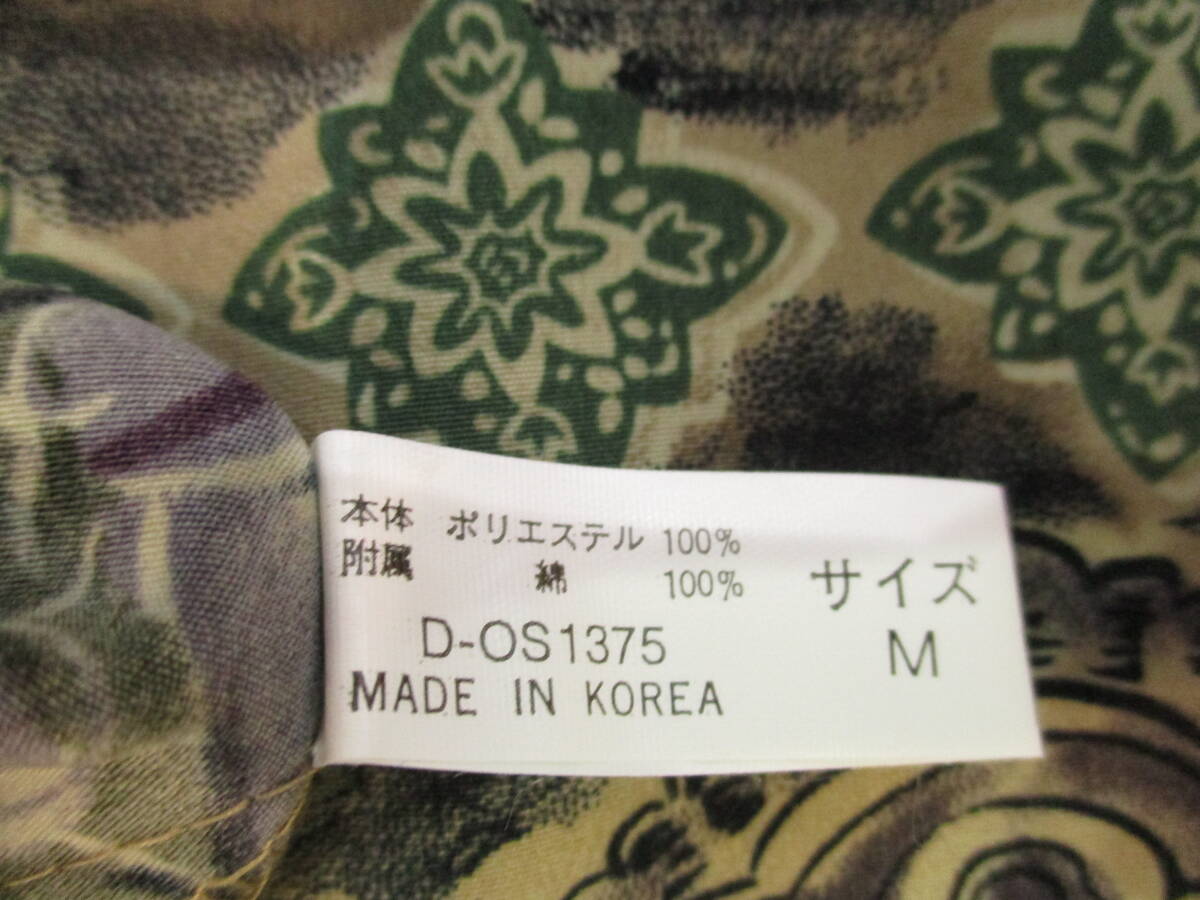 本体 ポリエステル 100%
附属 綿 100%
D-OS1375
MADE IN KOREA
サイズ
M